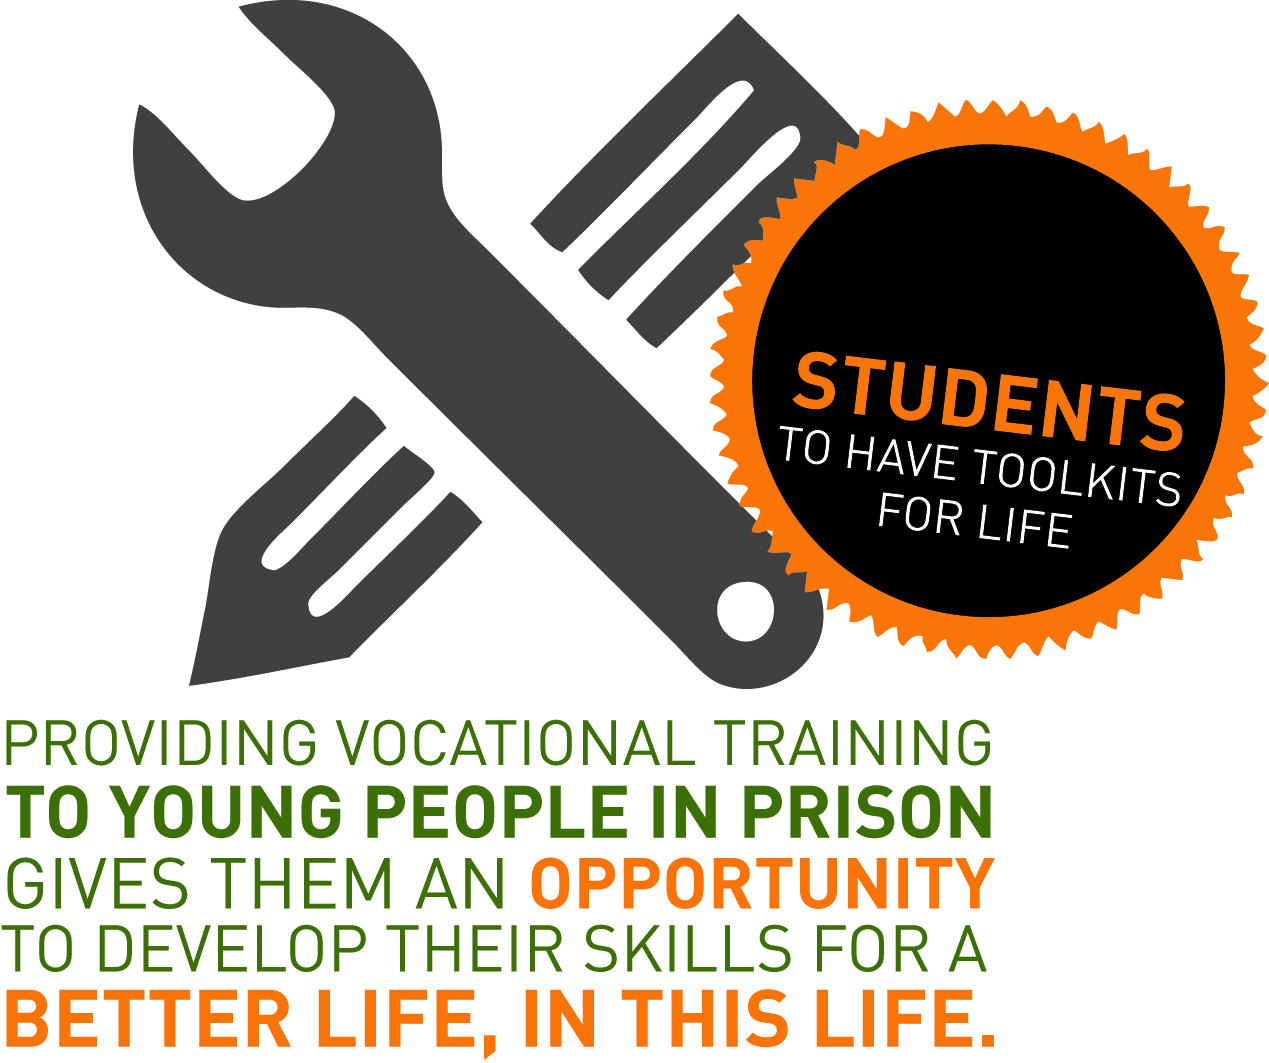 STUDENTS
TO HAVE TOOLKITS
FOR LIFE
PROVIDING VOCATIONAL TRAINING
TO YOUNG PEOPLE IN PRISON
GIVES THEM AN OPPORTUNITY
TO DEVELOP THEIR SKILLS FOR A
BETTER LIFE, IN THIS LIFE.